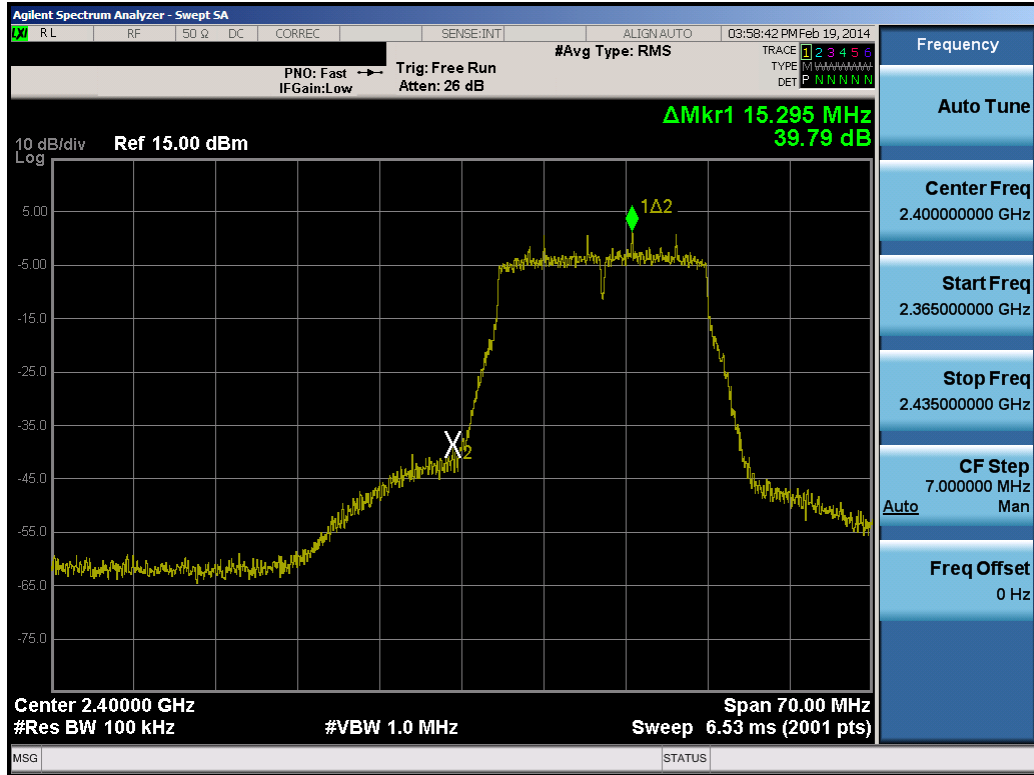 Agilent Spectrum Analyzer - Swept SA
LXI RL RF 50 Ω DC CORREC SENSE:INT ALIGN AUTO 03:58:42 PM Feb 19, 2014
#Avg Type: RMS
TRACE 1 2 3 4 5 6
TYPE M W W W W W
DET P N N N N N
PNO: Fast Trig: Free Run
IFGain:Low Atten: 26 dB
ΔMkr1 15.295 MHz
39.79 dB
10 dB/div Ref 15.00 dBm
Log
1Δ2
2
5.00
-5.00
-15.0
-25.0
-35.0
-45.0
-55.0
-65.0
-75.0
Center 2.40000 GHz Span 70.00 MHz
#Res BW 100 kHz #VBW 1.0 MHz Sweep 6.53 ms (2001 pts)
MSG STATUS
Frequency
Auto Tune
Center Freq
2.400000000 GHz
Start Freq
2.365000000 GHz
Stop Freq
2.435000000 GHz
CF Step
7.000000 MHz
Auto Man
Freq Offset
0 Hz